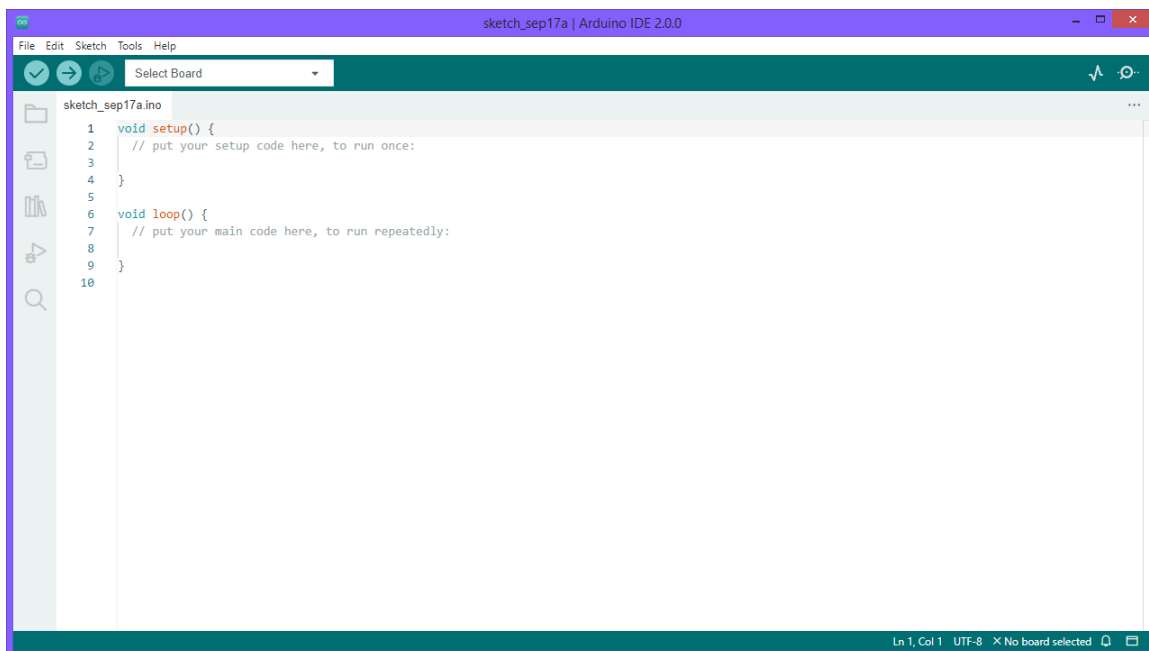 sketch_sep17a | Arduino IDE 2.0.0
File Edit Sketch Tools Help
Select Board
sketch_sep17a.ino
1 void setup() {
2 // put your setup code here, to run once:
3
4 }
5
6 void loop() {
7 // put your main code here, to run repeatedly:
8
9 }
10
Ln 1, Col 1 UTF-8 × No board selected